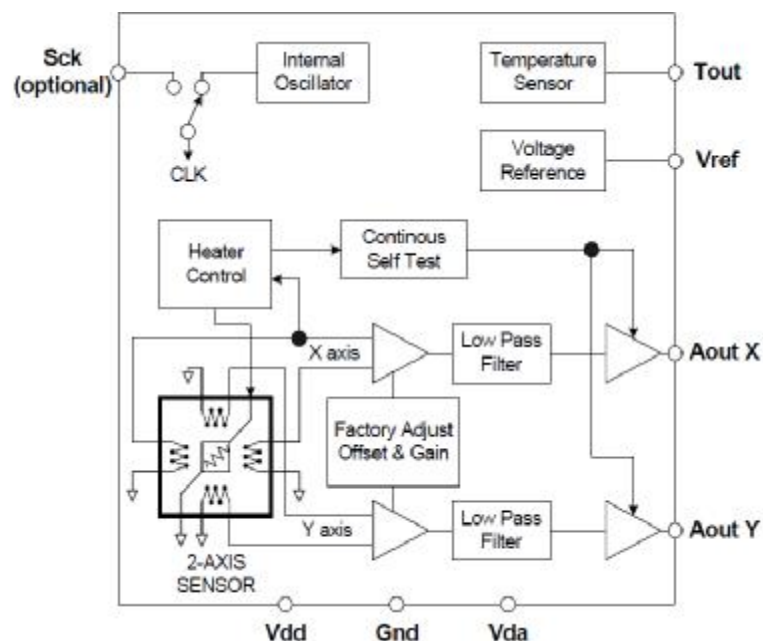 Sck
(optional)
Internal
Oscillator
Temperature
Sensor
Tout
Voltage
Reference
Vref
CLK
Heater
Control
Continous
Self Test
X axis
Low Pass
Filter
Aout X
Factory Adjust
Offset & Gain
Y axis
Low Pass
Filter
Aout Y
2-AXIS
SENSOR
Vdd
Gnd
Vda